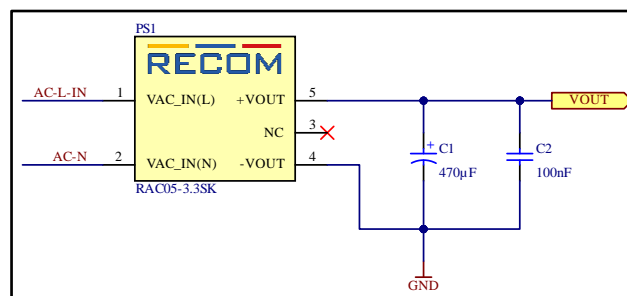 PS1
RECOM
AC-L-IN 1 VAC_IN(L) +VOUT 5 VOUT
NC 3
AC-N 2 VAC_IN(N) -VOUT 4
RAC05-3.3SK
+
C1
470µF
C2
100nF
GND